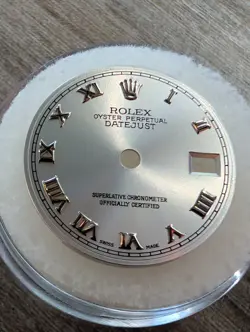 XII
I
II
ROLEX
OYSTER PERPETUAL
DATEJUST
XI
X
IX
SUPERLATIVE CHRONOMETER
OFFICIALLY CERTIFIED
IIII
VIII
V
VII
VI
SWISS MADE